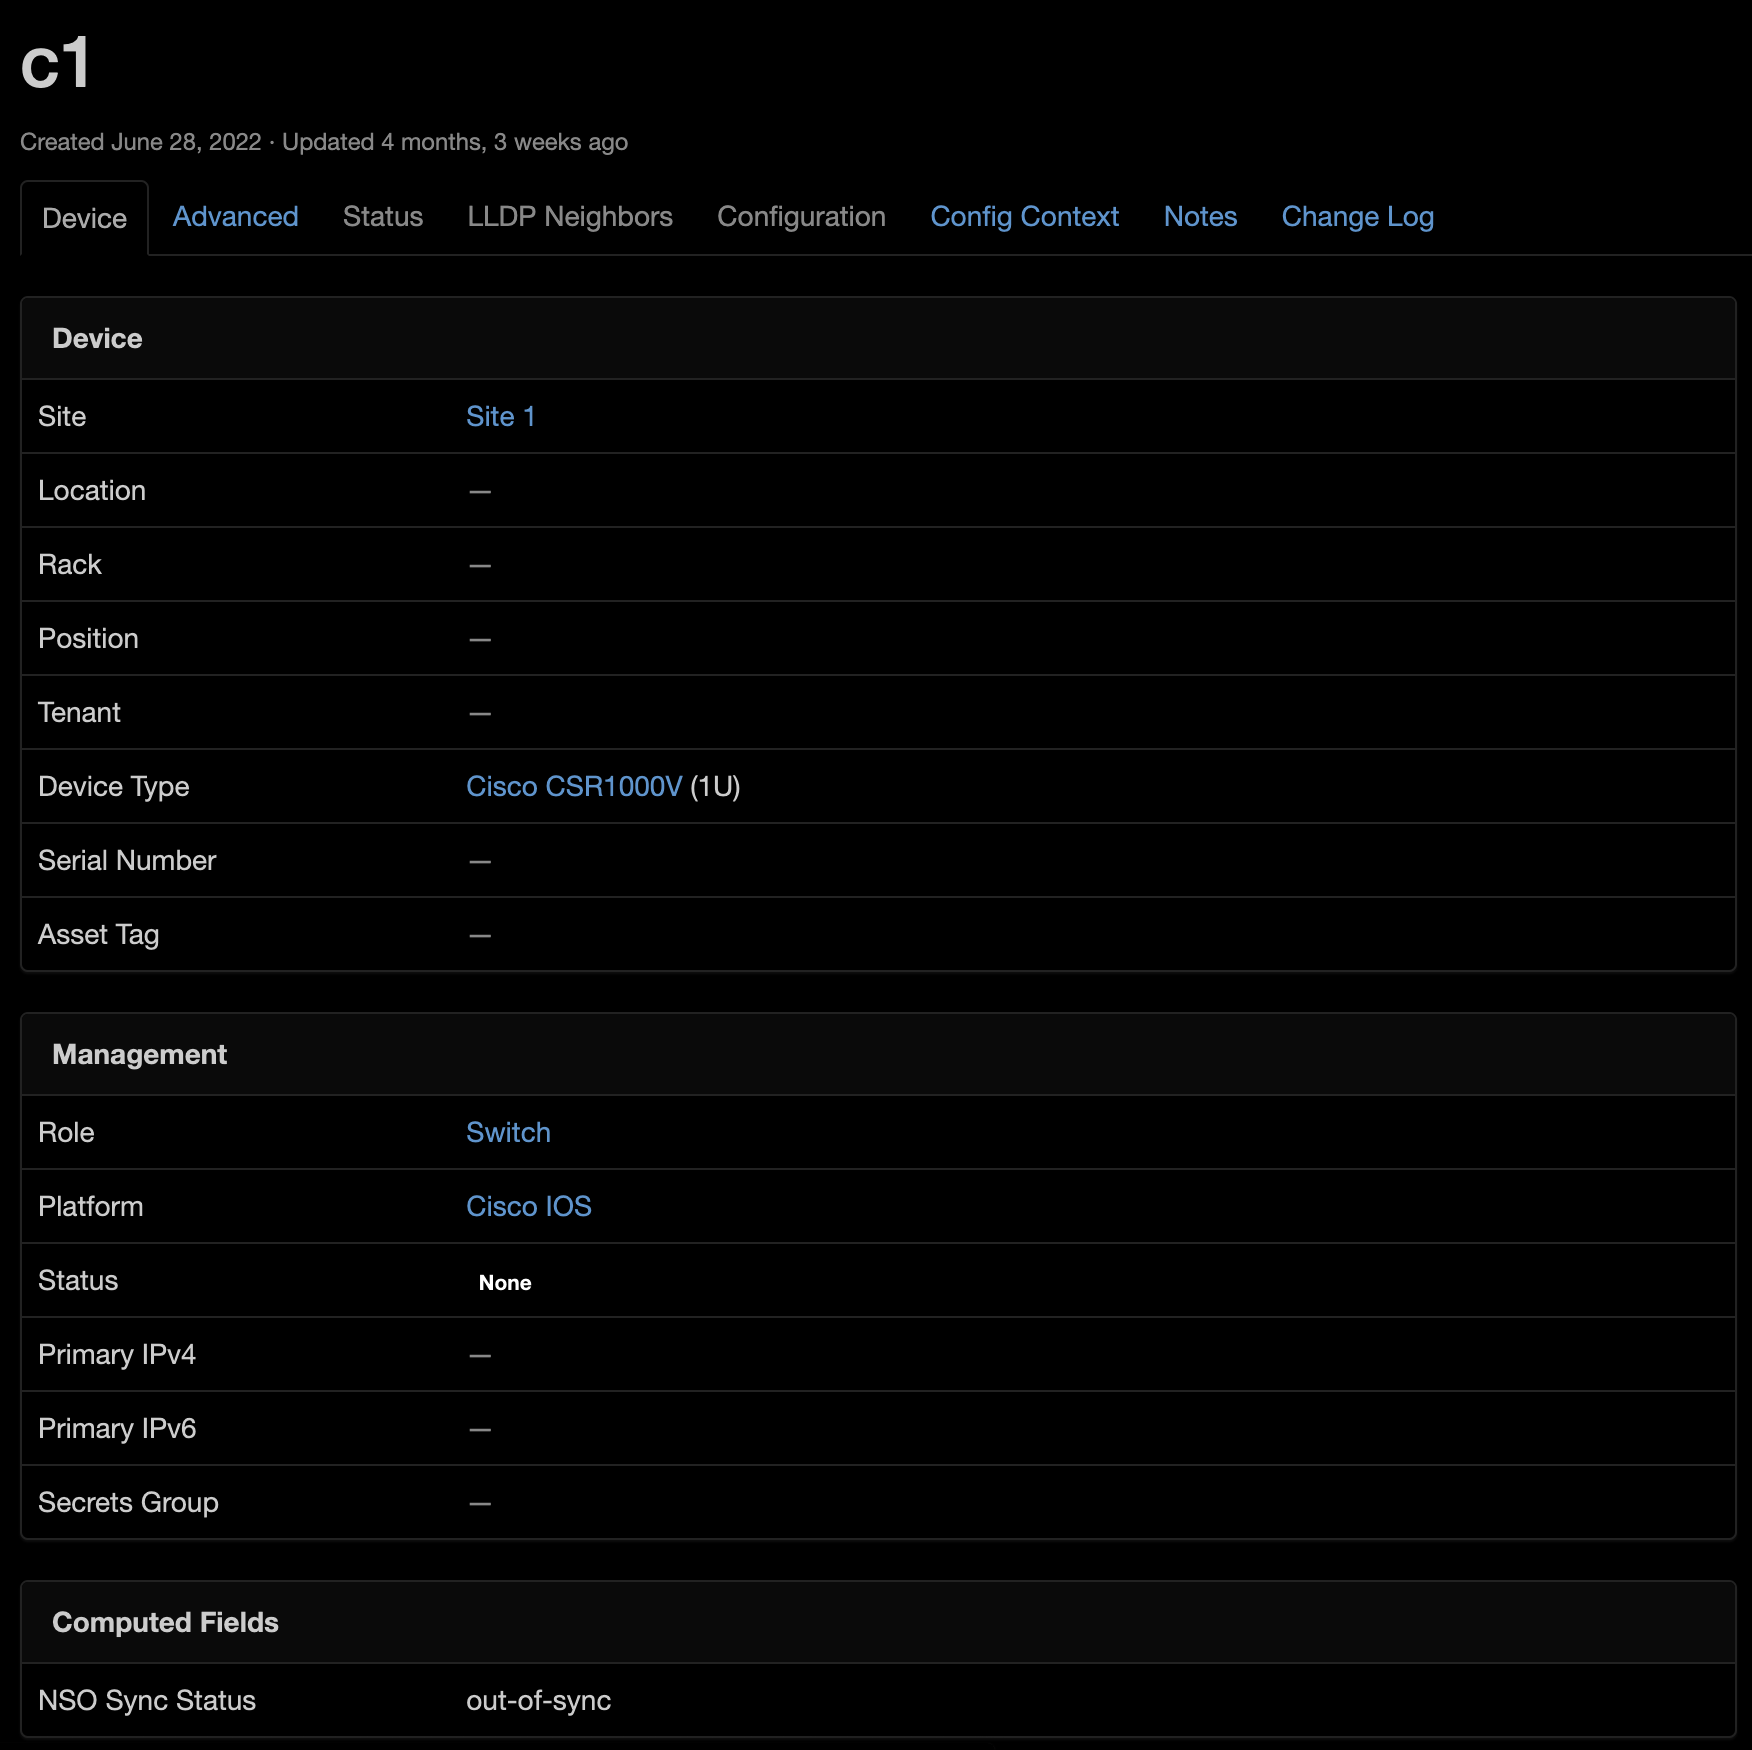 c1
Created June 28, 2022 · Updated 4 months, 3 weeks ago
Device Advanced Status LLDP Neighbors Configuration Config Context Notes Change Log
Device
Site Site 1
Location —
Rack —
Position —
Tenant —
Device Type Cisco CSR1000V (1U)
Serial Number —
Asset Tag —
Management
Role Switch
Platform Cisco IOS
Status None
Primary IPv4 —
Primary IPv6 —
Secrets Group —
Computed Fields
NSO Sync Status out-of-sync